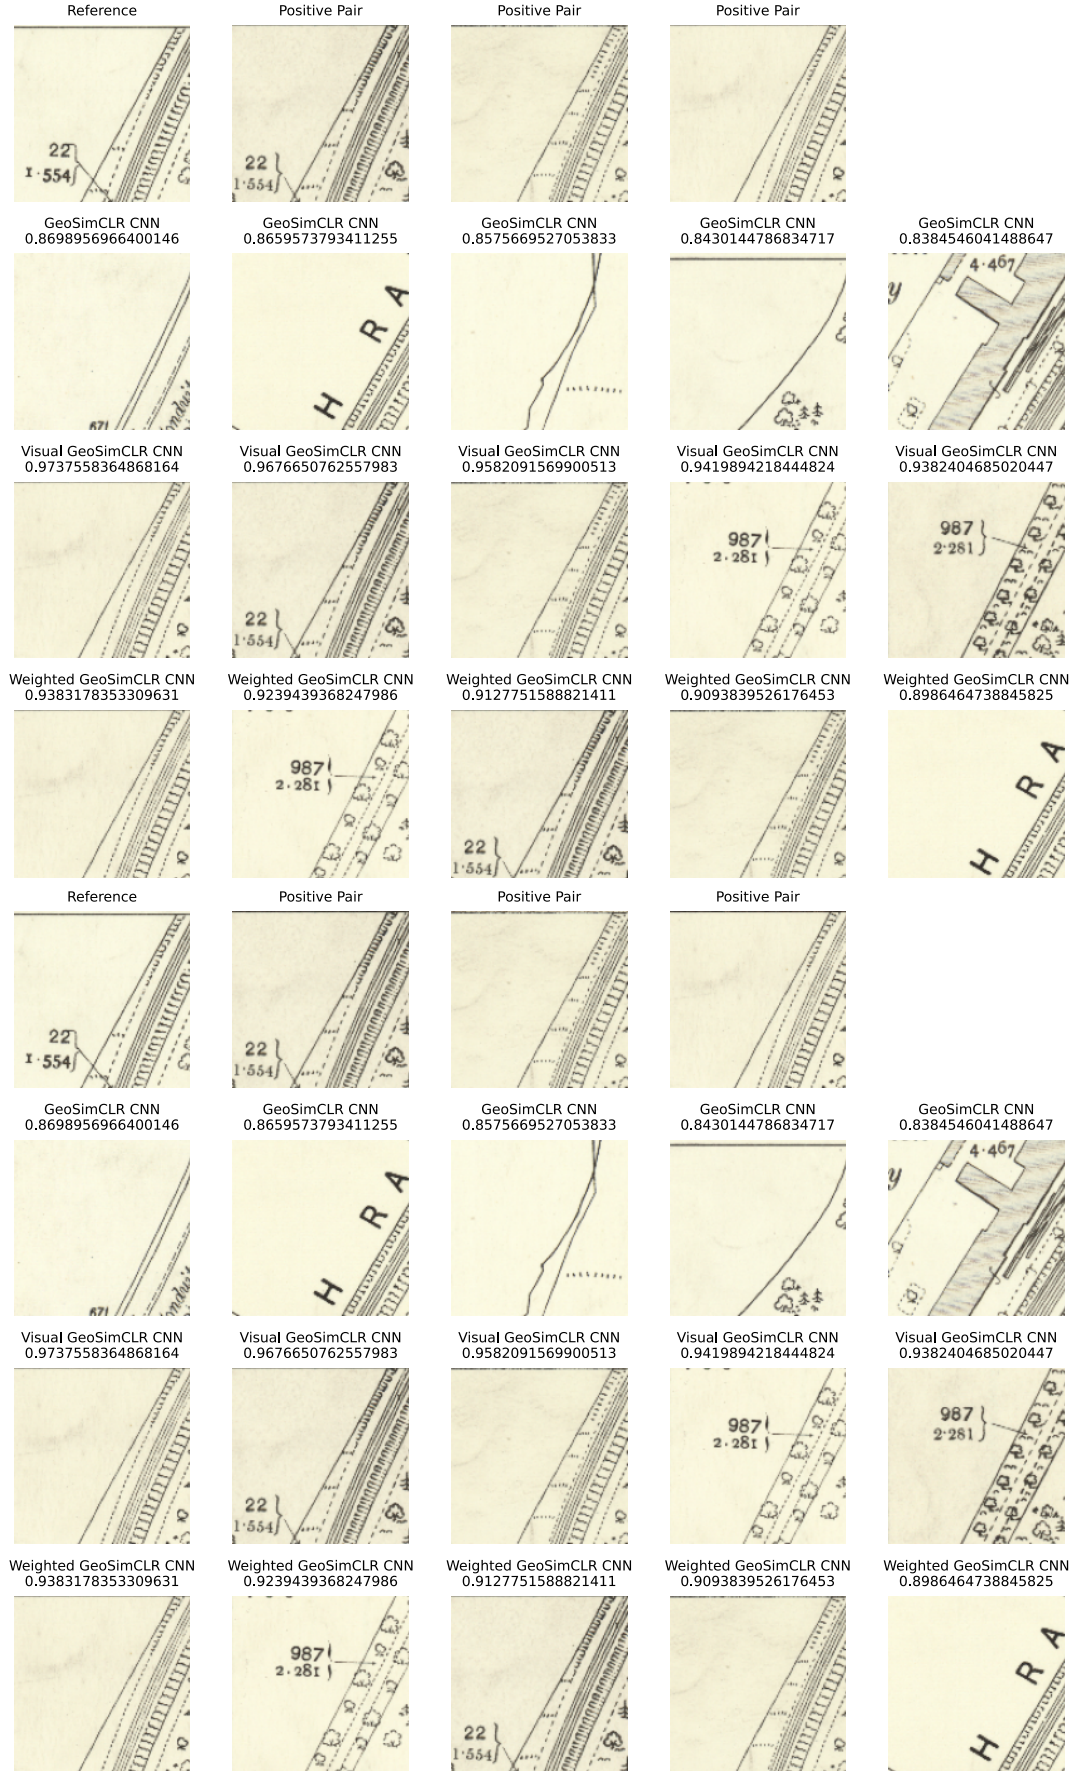 Reference Positive Pair Positive Pair Positive Pair
22
1·554
22
1·554
GeoSimCLR CNN GeoSimCLR CNN GeoSimCLR CNN GeoSimCLR CNN GeoSimCLR CNN
0.8698956966400146 0.8659573793411255 0.8575669527053833 0.8430144786834717 0.8384546041488647
671
H R A
4·467
y
Visual GeoSimCLR CNN Visual GeoSimCLR CNN Visual GeoSimCLR CNN Visual GeoSimCLR CNN Visual GeoSimCLR CNN
0.9737558364868164 0.9676650762557983 0.9582091569900513 0.9419894218444824 0.9382404685020447
22
1·554
987
2·281
987
2·281
Weighted GeoSimCLR CNN Weighted GeoSimCLR CNN Weighted GeoSimCLR CNN Weighted GeoSimCLR CNN Weighted GeoSimCLR CNN
0.9383178353309631 0.9239439368247986 0.9127751588821411 0.9093839526176453 0.8986464738845825
987
2·281
22
1·554
H R A
Reference Positive Pair Positive Pair Positive Pair
22
1·554
22
1·554
GeoSimCLR CNN GeoSimCLR CNN GeoSimCLR CNN GeoSimCLR CNN GeoSimCLR CNN
0.8698956966400146 0.8659573793411255 0.8575669527053833 0.8430144786834717 0.8384546041488647
671
H R A
4·467
y
Visual GeoSimCLR CNN Visual GeoSimCLR CNN Visual GeoSimCLR CNN Visual GeoSimCLR CNN Visual GeoSimCLR CNN
0.9737558364868164 0.9676650762557983 0.9582091569900513 0.9419894218444824 0.9382404685020447
22
1·554
987
2·281
987
2·281
Weighted GeoSimCLR CNN Weighted GeoSimCLR CNN Weighted GeoSimCLR CNN Weighted GeoSimCLR CNN Weighted GeoSimCLR CNN
0.9383178353309631 0.9239439368247986 0.9127751588821411 0.9093839526176453 0.8986464738845825
987
2·281
22
1·554
H R A